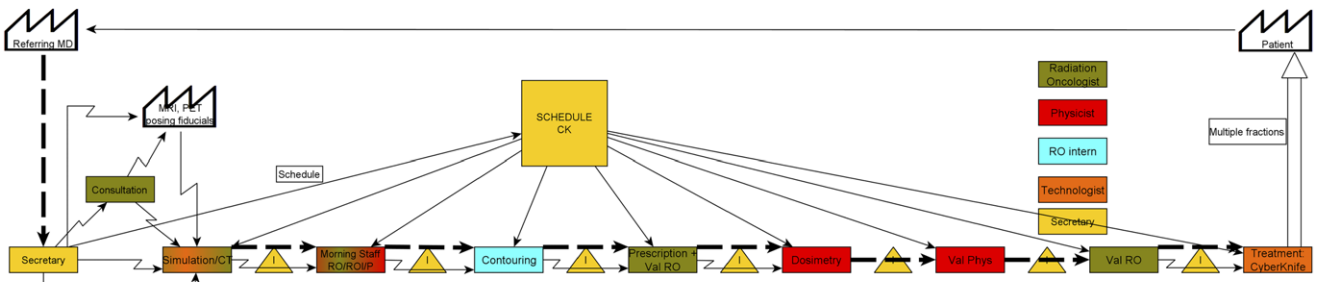 Referring MD
Patient
Radiation
Oncologist
SCHEDULE
CK
MRI, PET
posing fiducials
Physicist
Multiple fractions
RO intern
Schedule
Consultation
Technologist
Secretary
Secretary
Simulation/CT
I
Morning Staff
RO/ROI/P
I
Contouring
I
Prescription +
Val RO
I
Dosimetry
I
Val Phys
I
Val RO
I
Treatment:
CyberKnife